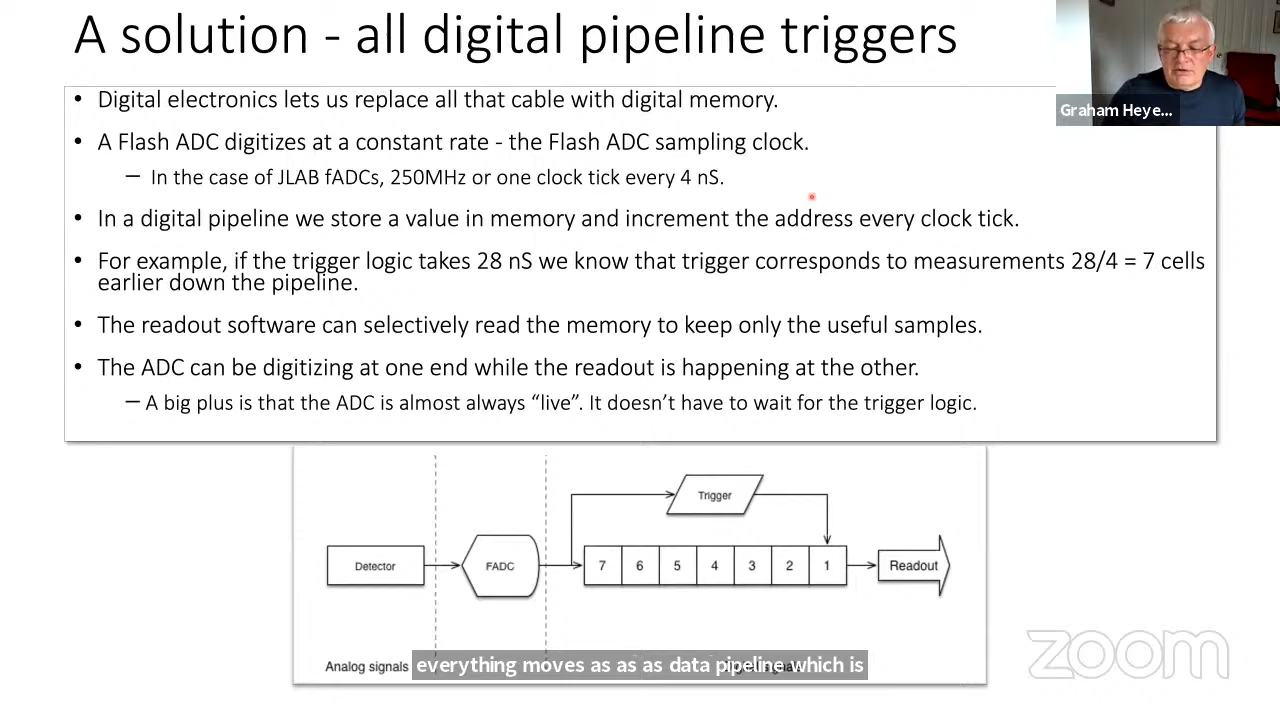 A solution - all digital pipeline triggers
Graham Heye...
• Digital electronics lets us replace all that cable with digital memory.
• A Flash ADC digitizes at a constant rate - the Flash ADC sampling clock.
– In the case of JLAB fADCs, 250MHz or one clock tick every 4 nS.
• In a digital pipeline we store a value in memory and increment the address every clock tick.
• For example, if the trigger logic takes 28 nS we know that trigger corresponds to measurements 28/4 = 7 cells
earlier down the pipeline.
• The readout software can selectively read the memory to keep only the useful samples.
• The ADC can be digitizing at one end while the readout is happening at the other.
– A big plus is that the ADC is almost always “live”. It doesn’t have to wait for the trigger logic.
Trigger
Detector
FADC
7 6 5 4 3 2 1
Readout
Analog signals
everything moves as as as data pipeline which is
zoom